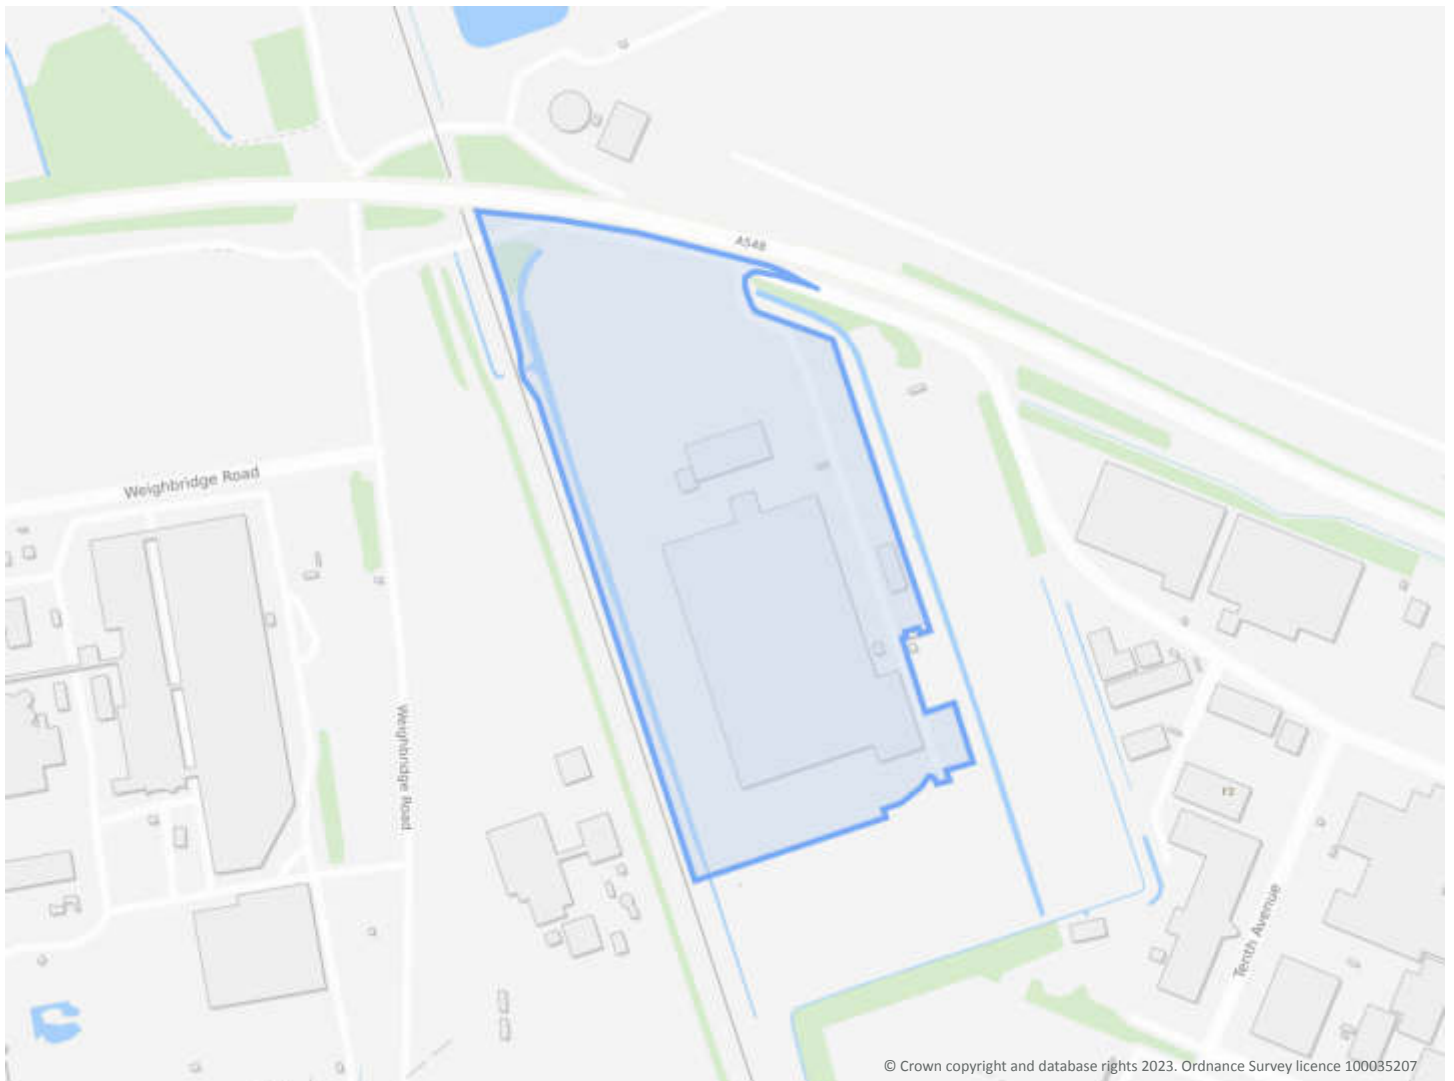 A548
Weighbridge Road
Weighbridge Road
Tenth Avenue
© Crown copyright and database rights 2023. Ordnance Survey licence 100035207